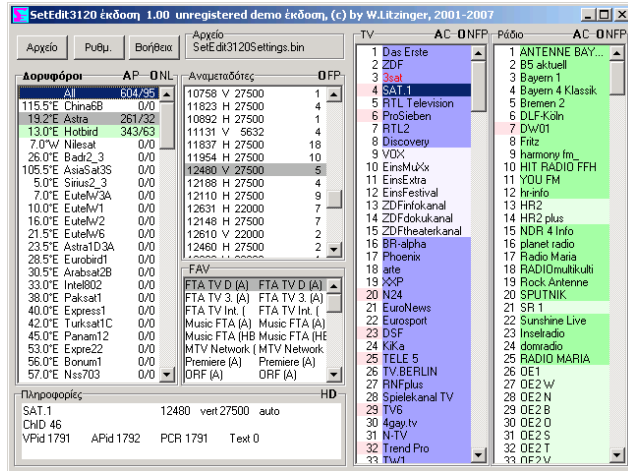 SetEdit3120 έκδοση 1.00 unregistered demo έκδοση, (c) by W.Litzinger, 2001-2007
Αρχείο
Ρυθμ.
Βοήθεια
Αρχείο
SetEdit3120Settings.bin
Δορυφόροι AP ONL
All 604/95
115.5°E China6B 0/0
19.2°E Astra 261/32
13.0°E Hotbird 343/63
7.0°W Nilesat 0/0
26.0°E Badr2_3 0/0
105.5°E AsiaSat3S 0/0
5.0°E Sirius2_3 0/0
7.0°E EutelW3A 0/0
10.0°E EutelW1 0/0
16.0°E EutelW2 0/0
21.5°E EutelW6 0/0
23.5°E Astra1D3A 0/0
28.5°E Eurobird1 0/0
30.5°E Arabsat2B 0/0
33.0°E Intel802 0/0
38.0°E Paksat1 0/0
40.0°E Express1 0/0
42.0°E Turksat1C 0/0
45.0°E Panam12 0/0
53.0°E Expre22 0/0
56.0°E Bonum1 0/0
57.0°E Nss703 0/0
Αναμεταδότες OFP
10758 V 27500 1
11823 H 27500 4
10892 H 27500 1
11131 V 5632 4
11837 H 27500 18
11954 H 27500 10
12480 V 27500 5
12188 H 27500 4
12110 H 27500 9
12631 H 22000 7
12148 H 27500 7
12610 V 22000 2
12460 H 27500 2
FAV
FTA TV D (A) FTA TV D (A)
FTA TV 3. (A) FTA TV 3. (A)
FTA TV Int. ( FTA TV Int. (
Music FTA (A) Music FTA (A)
Music FTA (HB Music FTA (HE
MTV Network ( MTV Network
Premiere (A) Premiere (A)
ORF (A) ORF (A)
Πληροφορίες HD
SAT.1 12480 vert 27500 auto
ChID 46
VPid 1791 APid 1792 PCR 1791 Text 0
TV AC ONFP
1 Das Erste
2 ZDF
3 3sat
4 SAT.1
5 RTL Television
6 ProSieben
7 RTL2
8 Discovery
9 VOX
10 EinsMuXx
11 EinsExtra
12 EinsFestival
13 ZDFinfokanal
14 ZDFdokukanal
15 ZDFtheaterkanal
16 BR-alpha
17 Phoenix
18 arte
19 XXP
20 N24
21 EuroNews
22 Eurosport
23 DSF
24 KiKa
25 TELE 5
26 TV.BERLIN
27 RNFplus
28 Spielekanal TV
29 TV6
30 4gay.tv
31 N-TV
32 Trend Pro
33 TW1
Ράδιο AC ONFP
1 ANTENNE BAY...
2 B5 aktuell
3 Bayern 1
4 Bayern 4 Klassik
5 Bremen 2
6 DLF-Köln
7 DW01
8 Fritz
9 harmony fm_
10 HIT RADIO FFH
11 YOU FM
12 hr-info
13 HR2
14 HR2 plus
15 NDR 4 Info
16 planet radio
17 Radio Maria
18 RADIOmultikulti
19 Rock Antenne
20 SPUTNIK
21 SR 1
22 Sunshine Live
23 Inselradio
24 domradio
25 RADIO MARIA
26 OE1
27 OE2 W
28 OE2 N
29 OE2 B
30 OE2 O
31 OE2 S
32 OE2 T
33 OE2 V